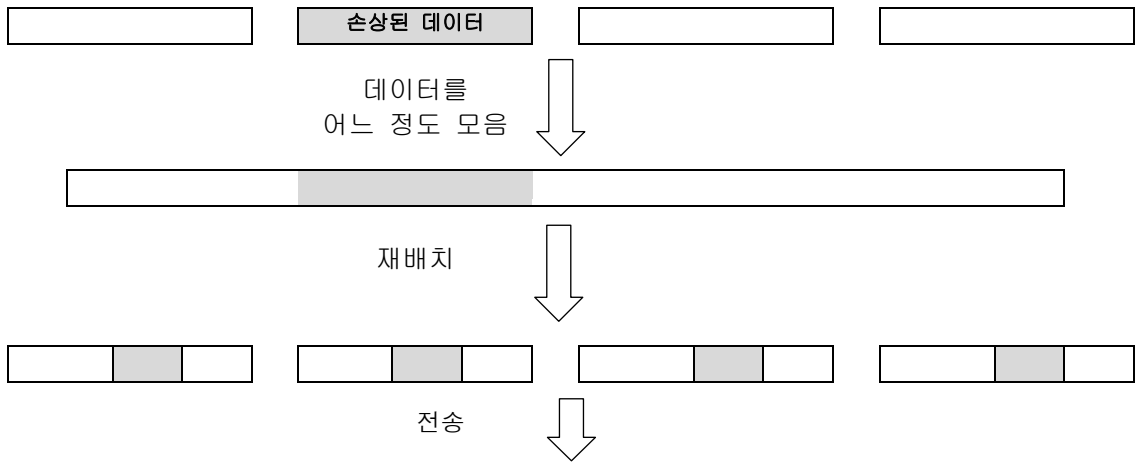 손상된 데이터
데이터를
어느 정도 모음
재배치
전송